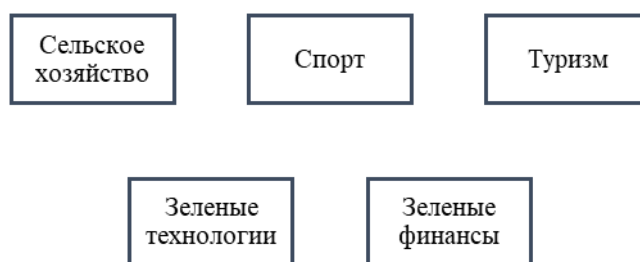 Сельское
хозяйство
Спорт
Туризм
Зеленые
технологии
Зеленые
финансы